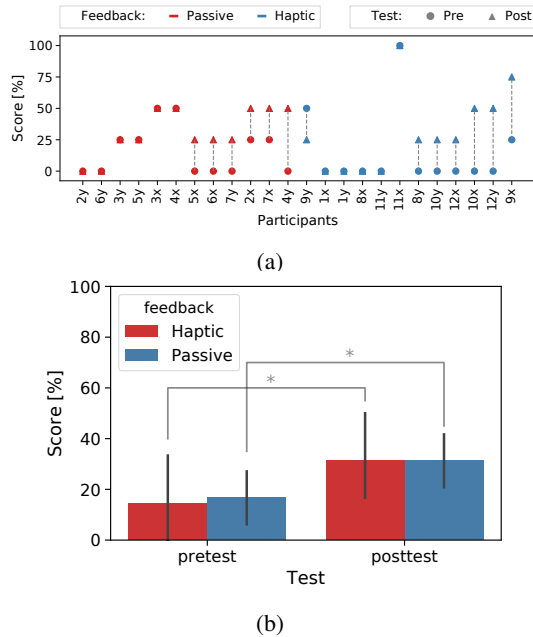 Feedback: Passive Haptic Test: Pre Post
100
75
50
25
0
Score [%]
2y 6y 3y 5y 3x 4x 5x 6x 7y 2x 7x 4y 9y 1x 1y 8x 11y 11x 8y 10y 12x 10x 12y 9x
Participants
(a)
100
80
60
40
20
0
Score [%]
feedback
Haptic
Passive
*
*
pretest posttest
Test
(b)